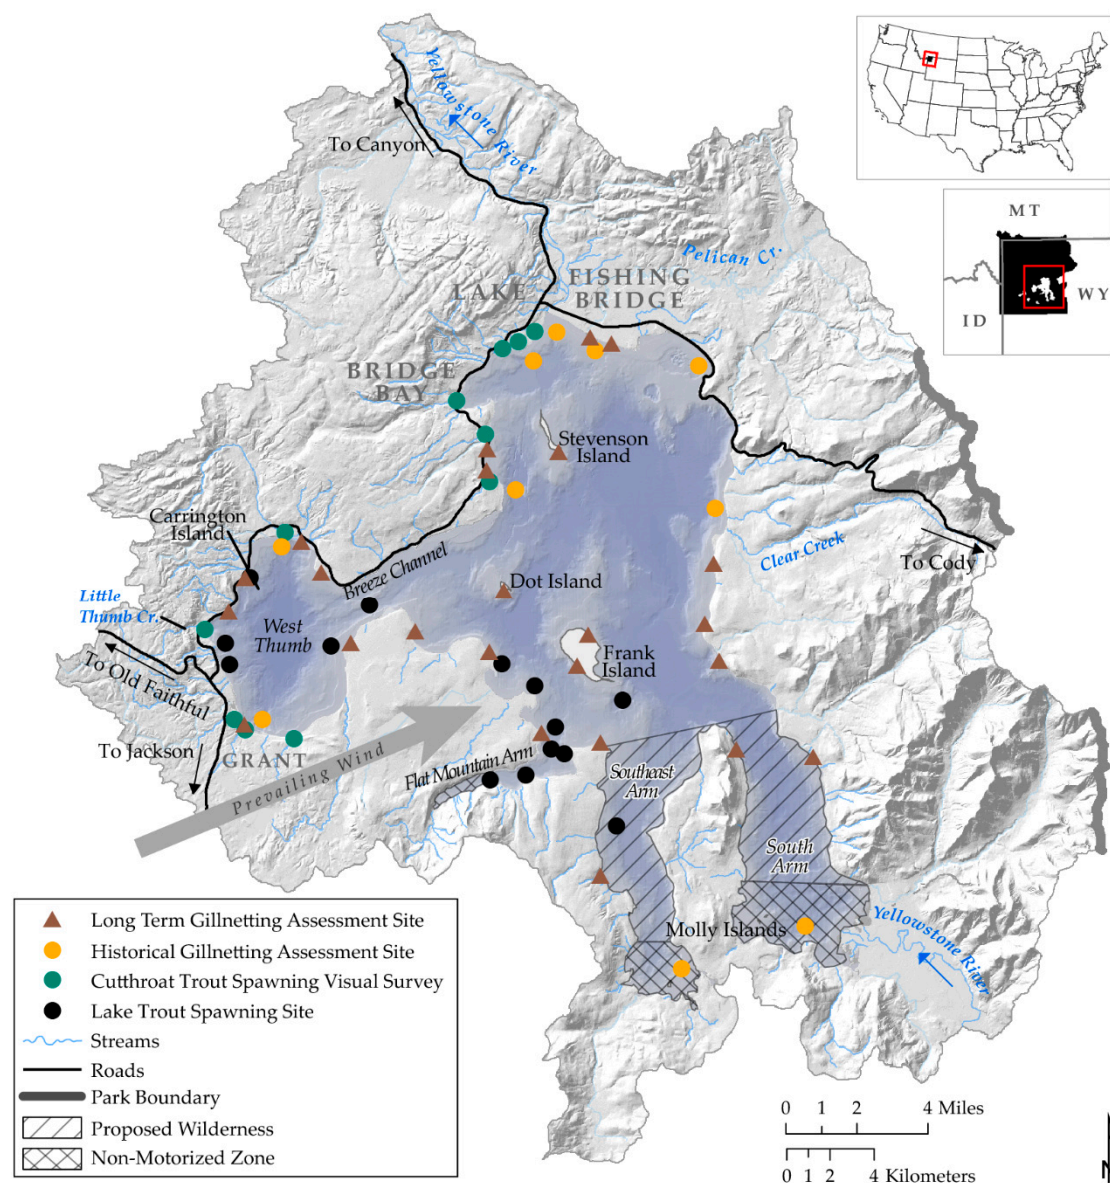 Yellowstone
River
To Canyon
MT
WY
ID
Pelican Cr.
LAKE
FISHING
BRIDGE
BRIDGE
BAY
Stevenson
Island
Carrington
Island
Breeze Channel
Clear Creek
To Cody
Dot Island
Little
Thumb Cr.
West
Thumb
Frank
Island
To Old Faithful
To Jackson
GRANT
Prevailing Wind
Flat Mountain Arm
Southeast
Arm
South
Arm
Molly Islands
Yellowstone
River
Long Term Gillnetting Assessment Site
Historical Gillnetting Assessment Site
Cutthroat Trout Spawning Visual Survey
Lake Trout Spawning Site
Streams
Roads
Park Boundary
Proposed Wilderness
Non-Motorized Zone
0 1 2 4 Miles
0 1 2 4 Kilometers
N